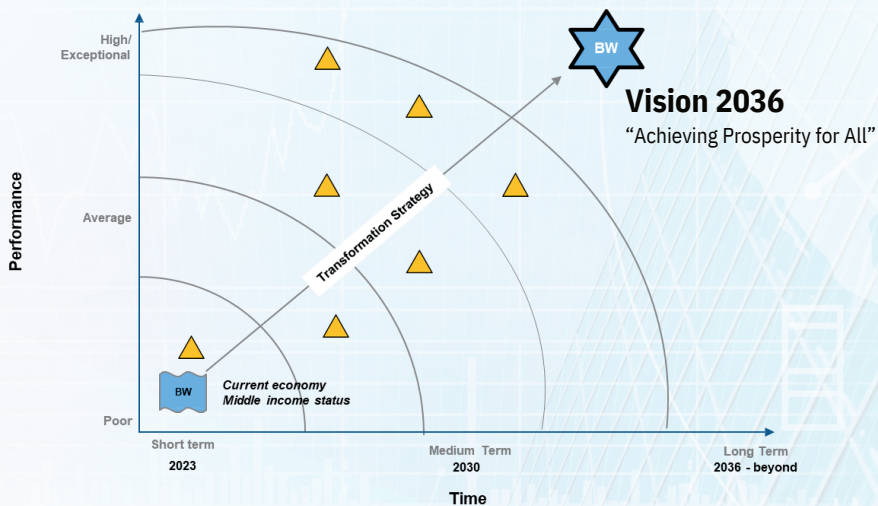 High/
Exceptional
BW
Vision 2036
“Achieving Prosperity for All”
Performance
Average
Transformation Strategy
BW
Current economy
Middle income status
Poor
Short term
2023
Medium Term
2030
Long Term
2036 - beyond
Time